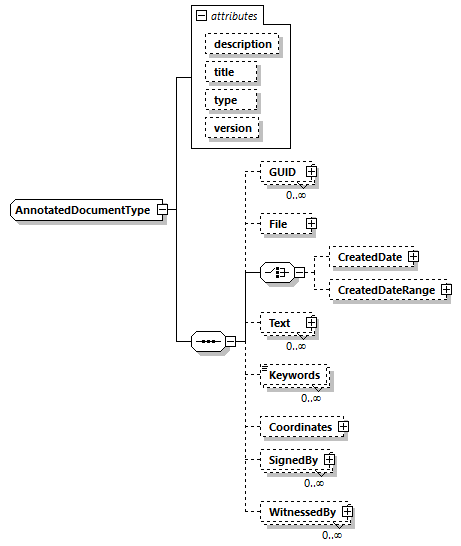 attributes
description
title
type
version
AnnotatedDocumentType
GUID
0..∞
File
CreatedDate
CreatedDateRange
Text
0..∞
Keywords
0..∞
Coordinates
SignedBy
0..∞
WitnessedBy
0..∞